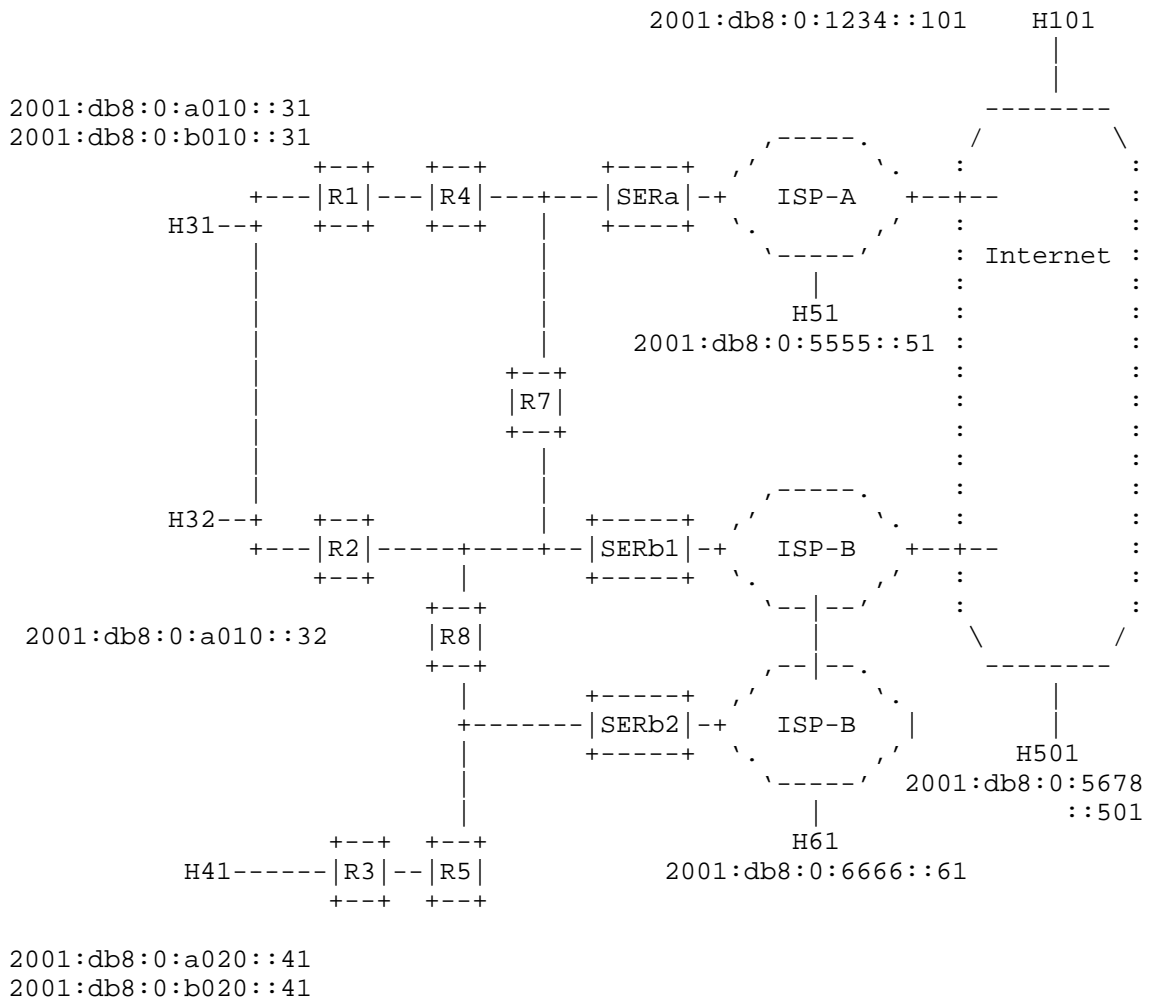 2001:db8:0:1234::101 H101
2001:db8:0:a010::31
2001:db8:0:b010::31
R1 R4 SERa ISP-A
H31
Internet
H51
2001:db8:0:5555::51
R7
H32
R2 SERb1 ISP-B
2001:db8:0:a010::32 R8
SERb2 ISP-B
H501
2001:db8:0:5678
::501
H61
H41 R3 R5 2001:db8:0:6666::61
2001:db8:0:a020::41
2001:db8:0:b020::41